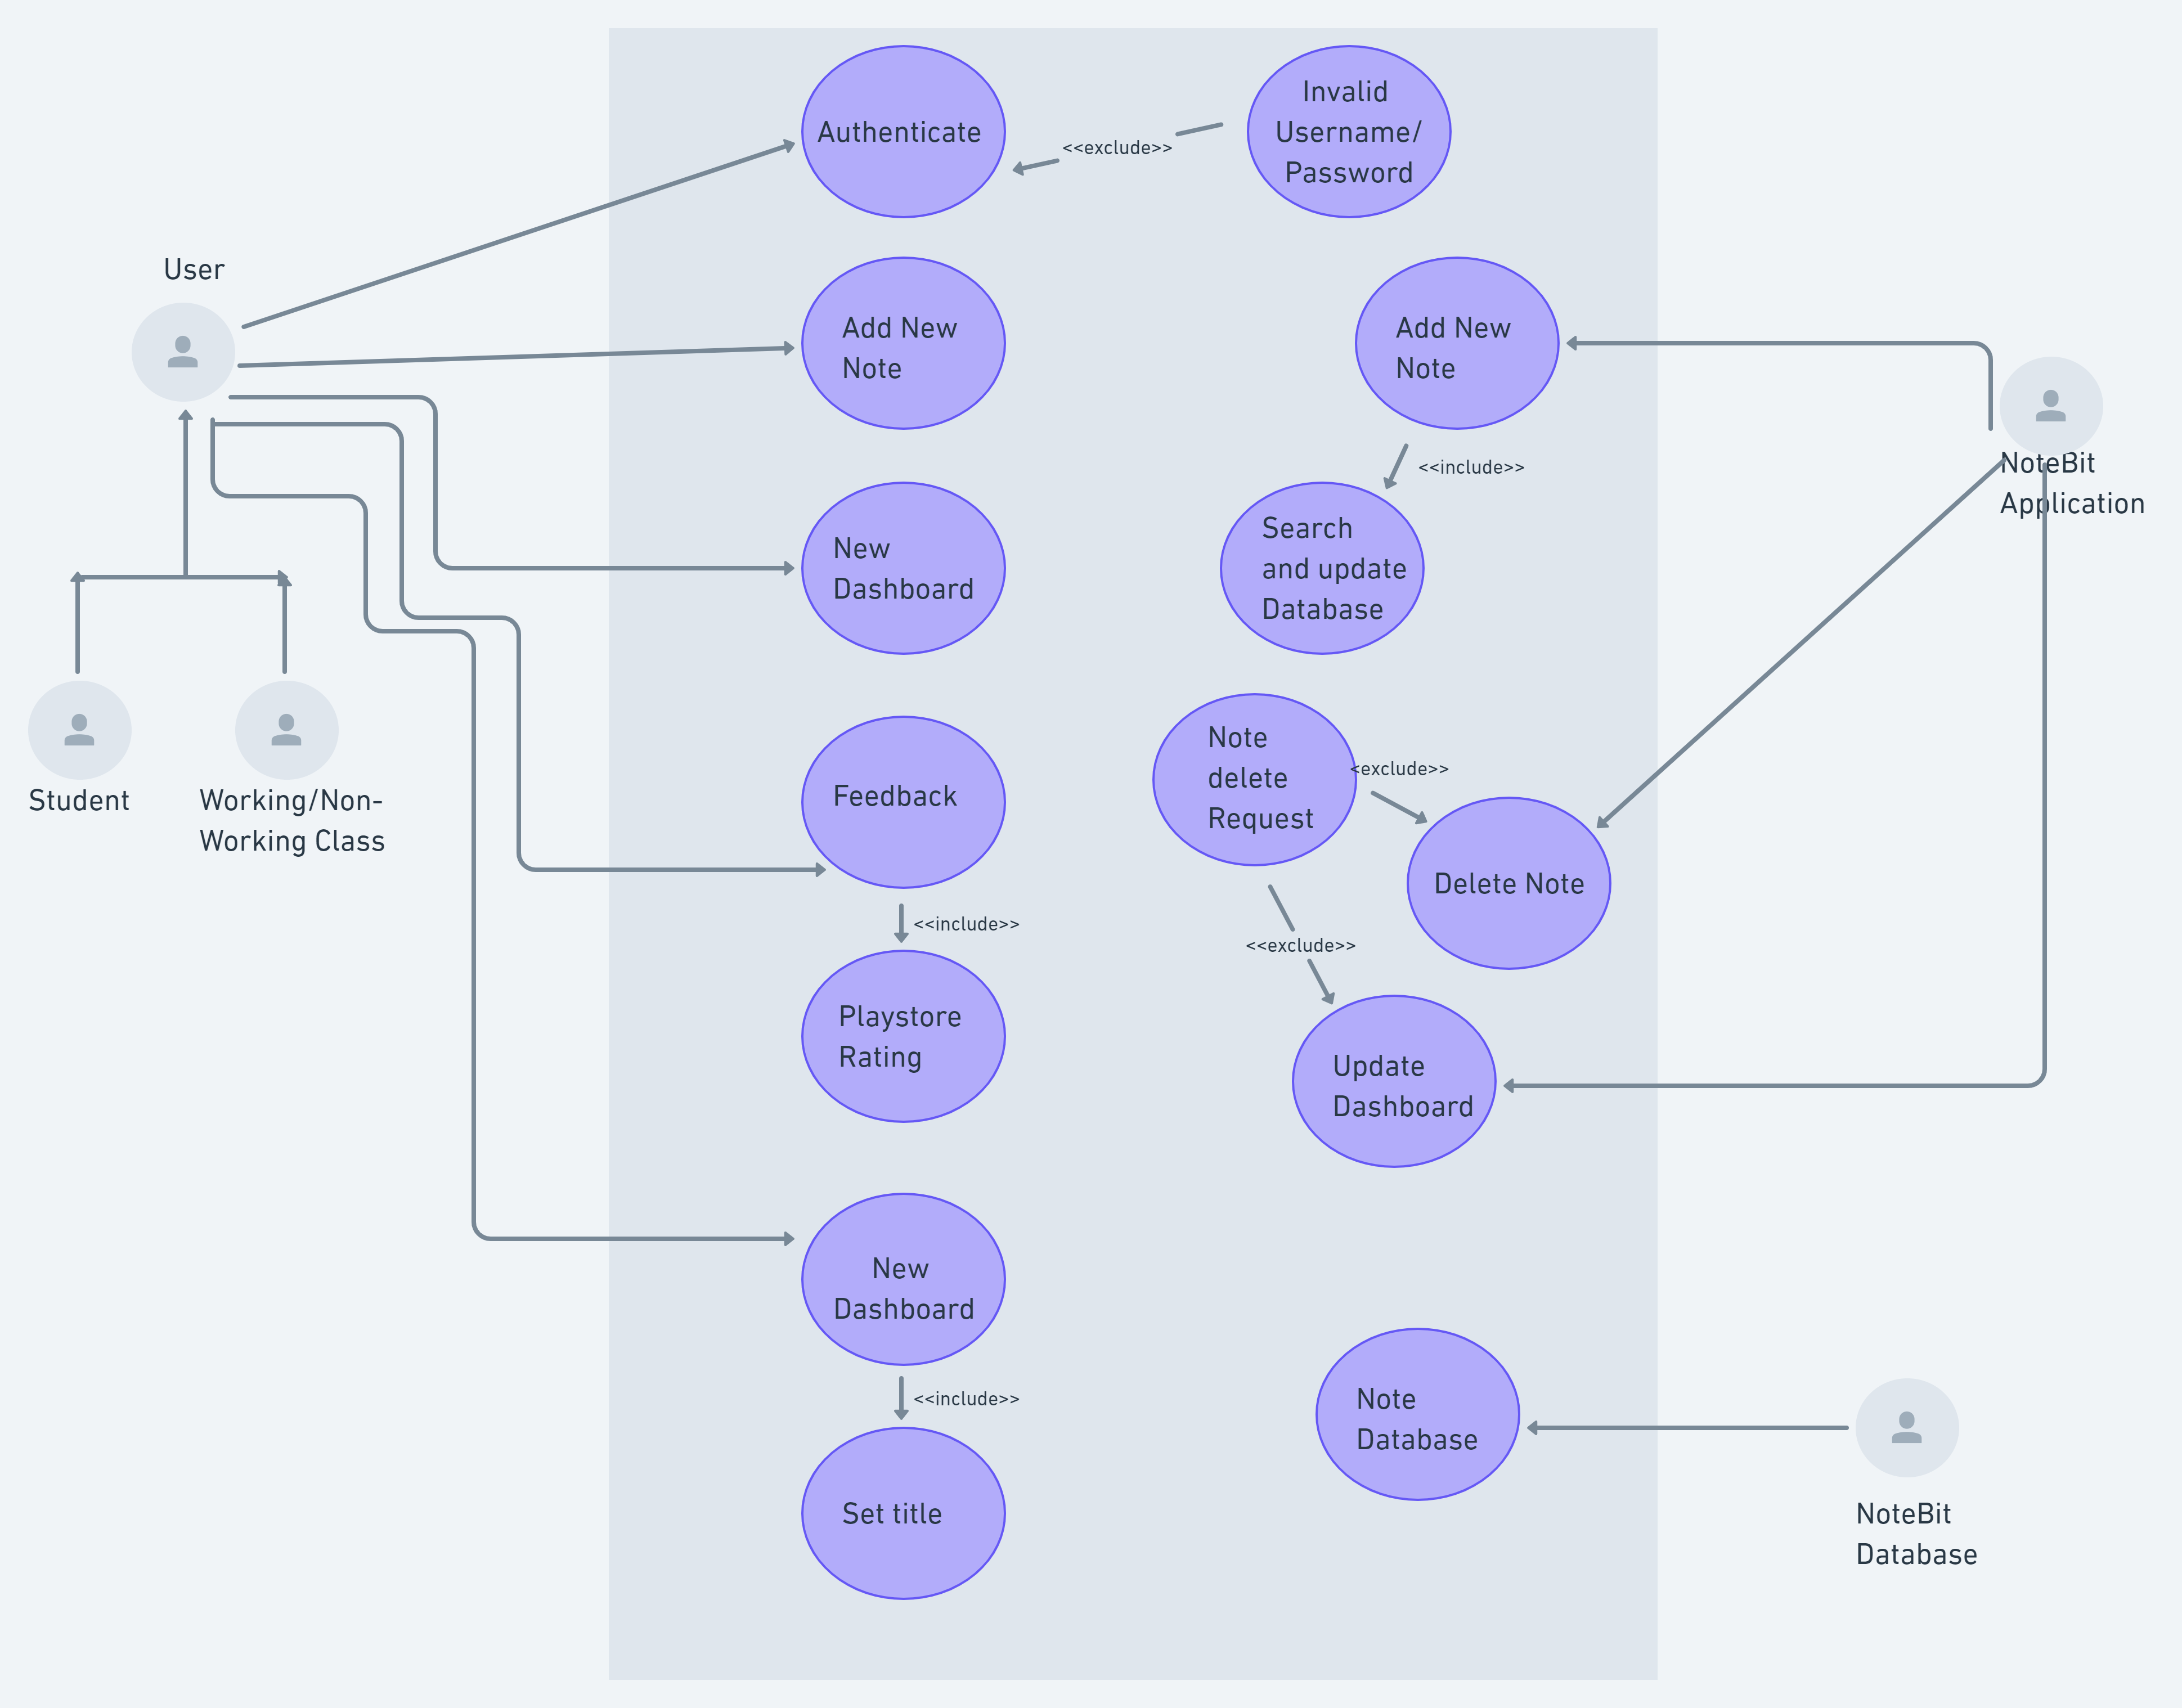 Authenticate
<<exclude>>
Invalid
Username/
Password
User
Add New
Note
Add New
Note
<<include>>
NoteBit
Application
New
Dashboard
Search
and update
Database
Student
Working/Non-
Working Class
Feedback
Note
delete
Request
<exclude>>
Delete Note
<<include>>
<<exclude>>
Playstore
Rating
Update
Dashboard
New
Dashboard
<<include>>
Note
Database
Set title
NoteBit
Database